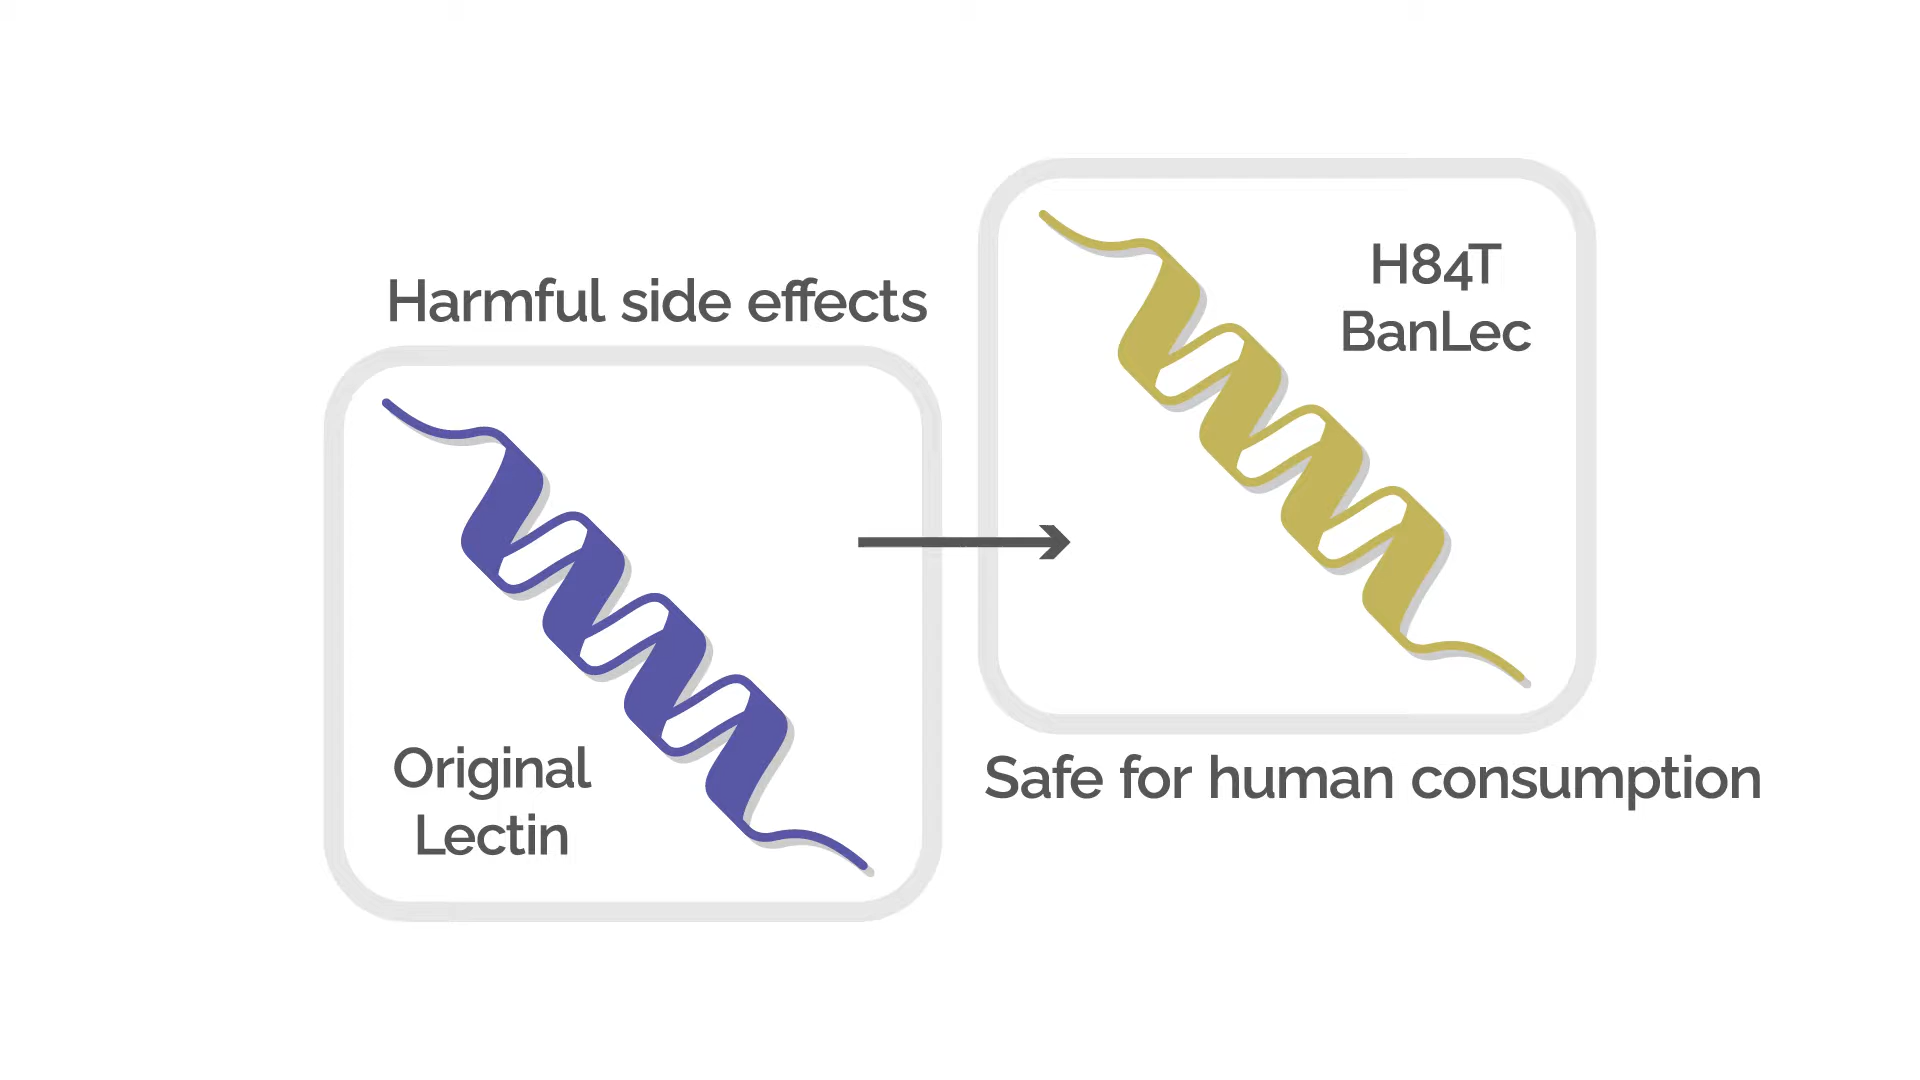 Harmful side effects
Original
Lectin
H84T
BanLec
Safe for human consumption